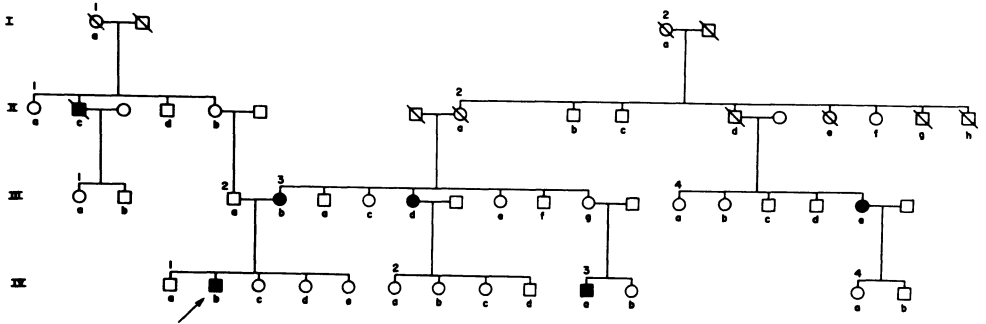 I 1 2
a a
II 1 2
a c d b a b c d e f g h
III 1 2 3 4
a b a b a c d e f g a b c d e
IV 1 2 3 4
a b c d e a b c d a b a b